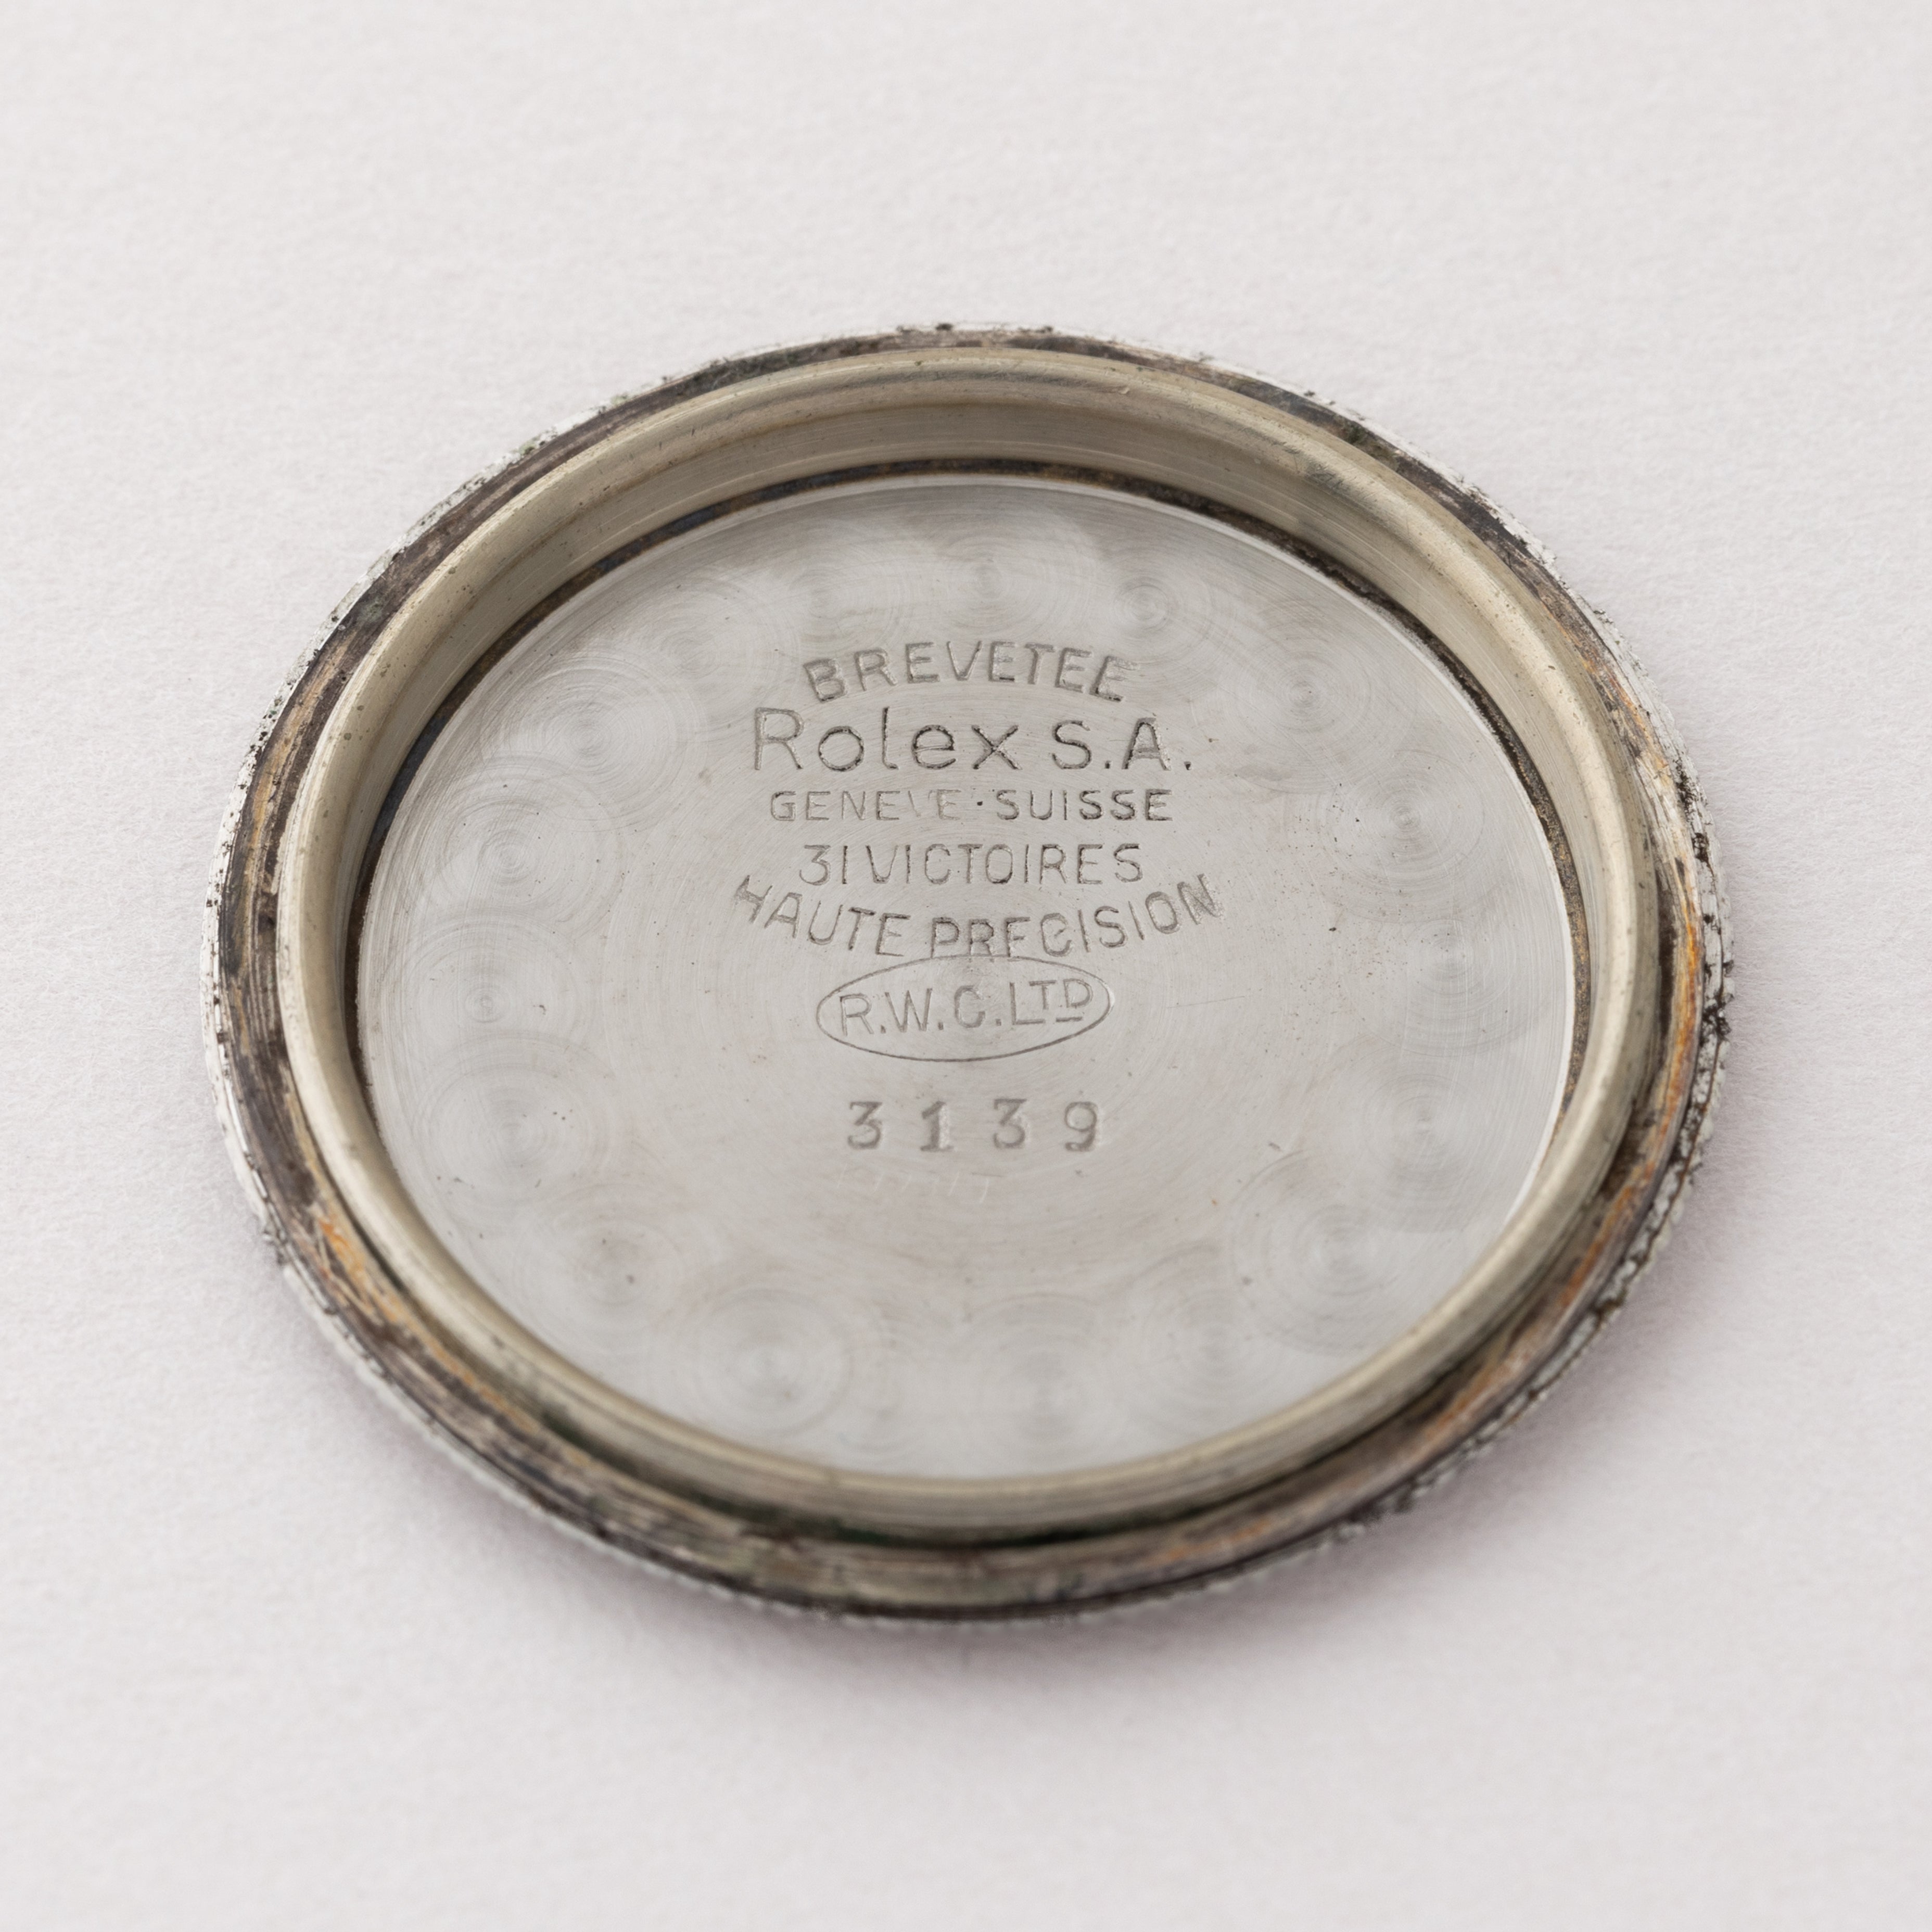 BREVETEE
Rolex S.A.
GENEVE·SUISSE
31 VICTOIRES
HAUTE PRECISION
R.W.C. LTD
3139